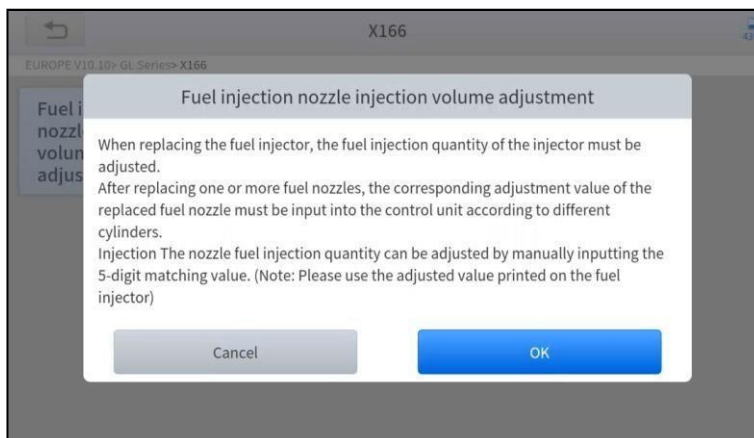 X166
EUROPE V10.10> GL Series> X166
Fuel injection nozzle injection volume adjustment
When replacing the fuel injector, the fuel injection quantity of the injector must be
adjusted.
After replacing one or more fuel nozzles, the corresponding adjustment value of the
replaced fuel nozzle must be input into the control unit according to different
cylinders.
Injection The nozzle fuel injection quantity can be adjusted by manually inputting the
5-digit matching value. (Note: Please use the adjusted value printed on the fuel
injector)
Cancel
OK
Fuel i
nozzl
volun
adjus